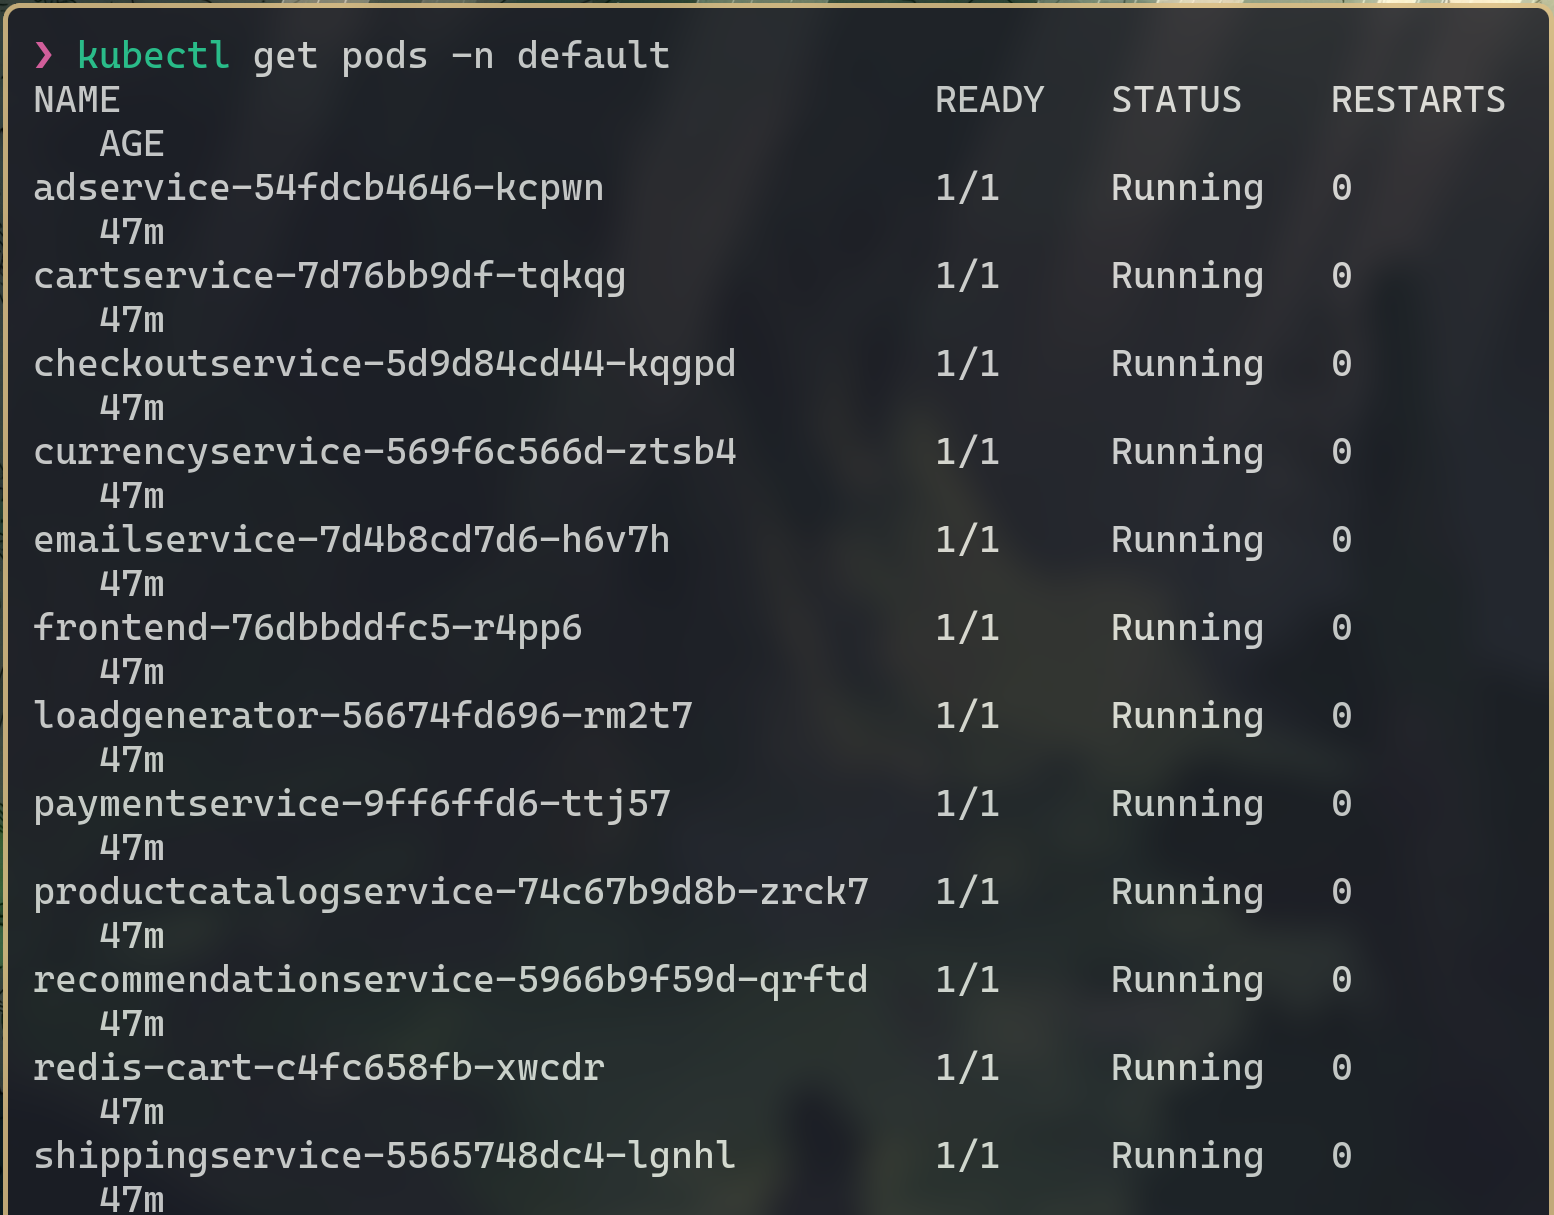 ❯ kubectl get pods -n default
NAME                                     READY   STATUS    RESTARTS
   AGE
adservice-54fdcb4646-kcpwn               1/1     Running   0
   47m
cartservice-7d76bb9df-tqkqg              1/1     Running   0
   47m
checkoutservice-5d9d84cd44-kqgpd         1/1     Running   0
   47m
currencyservice-569f6c566d-ztsb4         1/1     Running   0
   47m
emailservice-7d4b8cd7d6-h6v7h            1/1     Running   0
   47m
frontend-76dbbddfc5-r4pp6                1/1     Running   0
   47m
loadgenerator-56674fd696-rm2t7           1/1     Running   0
   47m
paymentservice-9ff6ffd6-ttj57            1/1     Running   0
   47m
productcatalogservice-74c67b9d8b-zrck7   1/1     Running   0
   47m
recommendationservice-5966b9f59d-qrftd   1/1     Running   0
   47m
redis-cart-c4fc658fb-xwcdr               1/1     Running   0
   47m
shippingservice-5565748dc4-lgnhl         1/1     Running   0
   47m